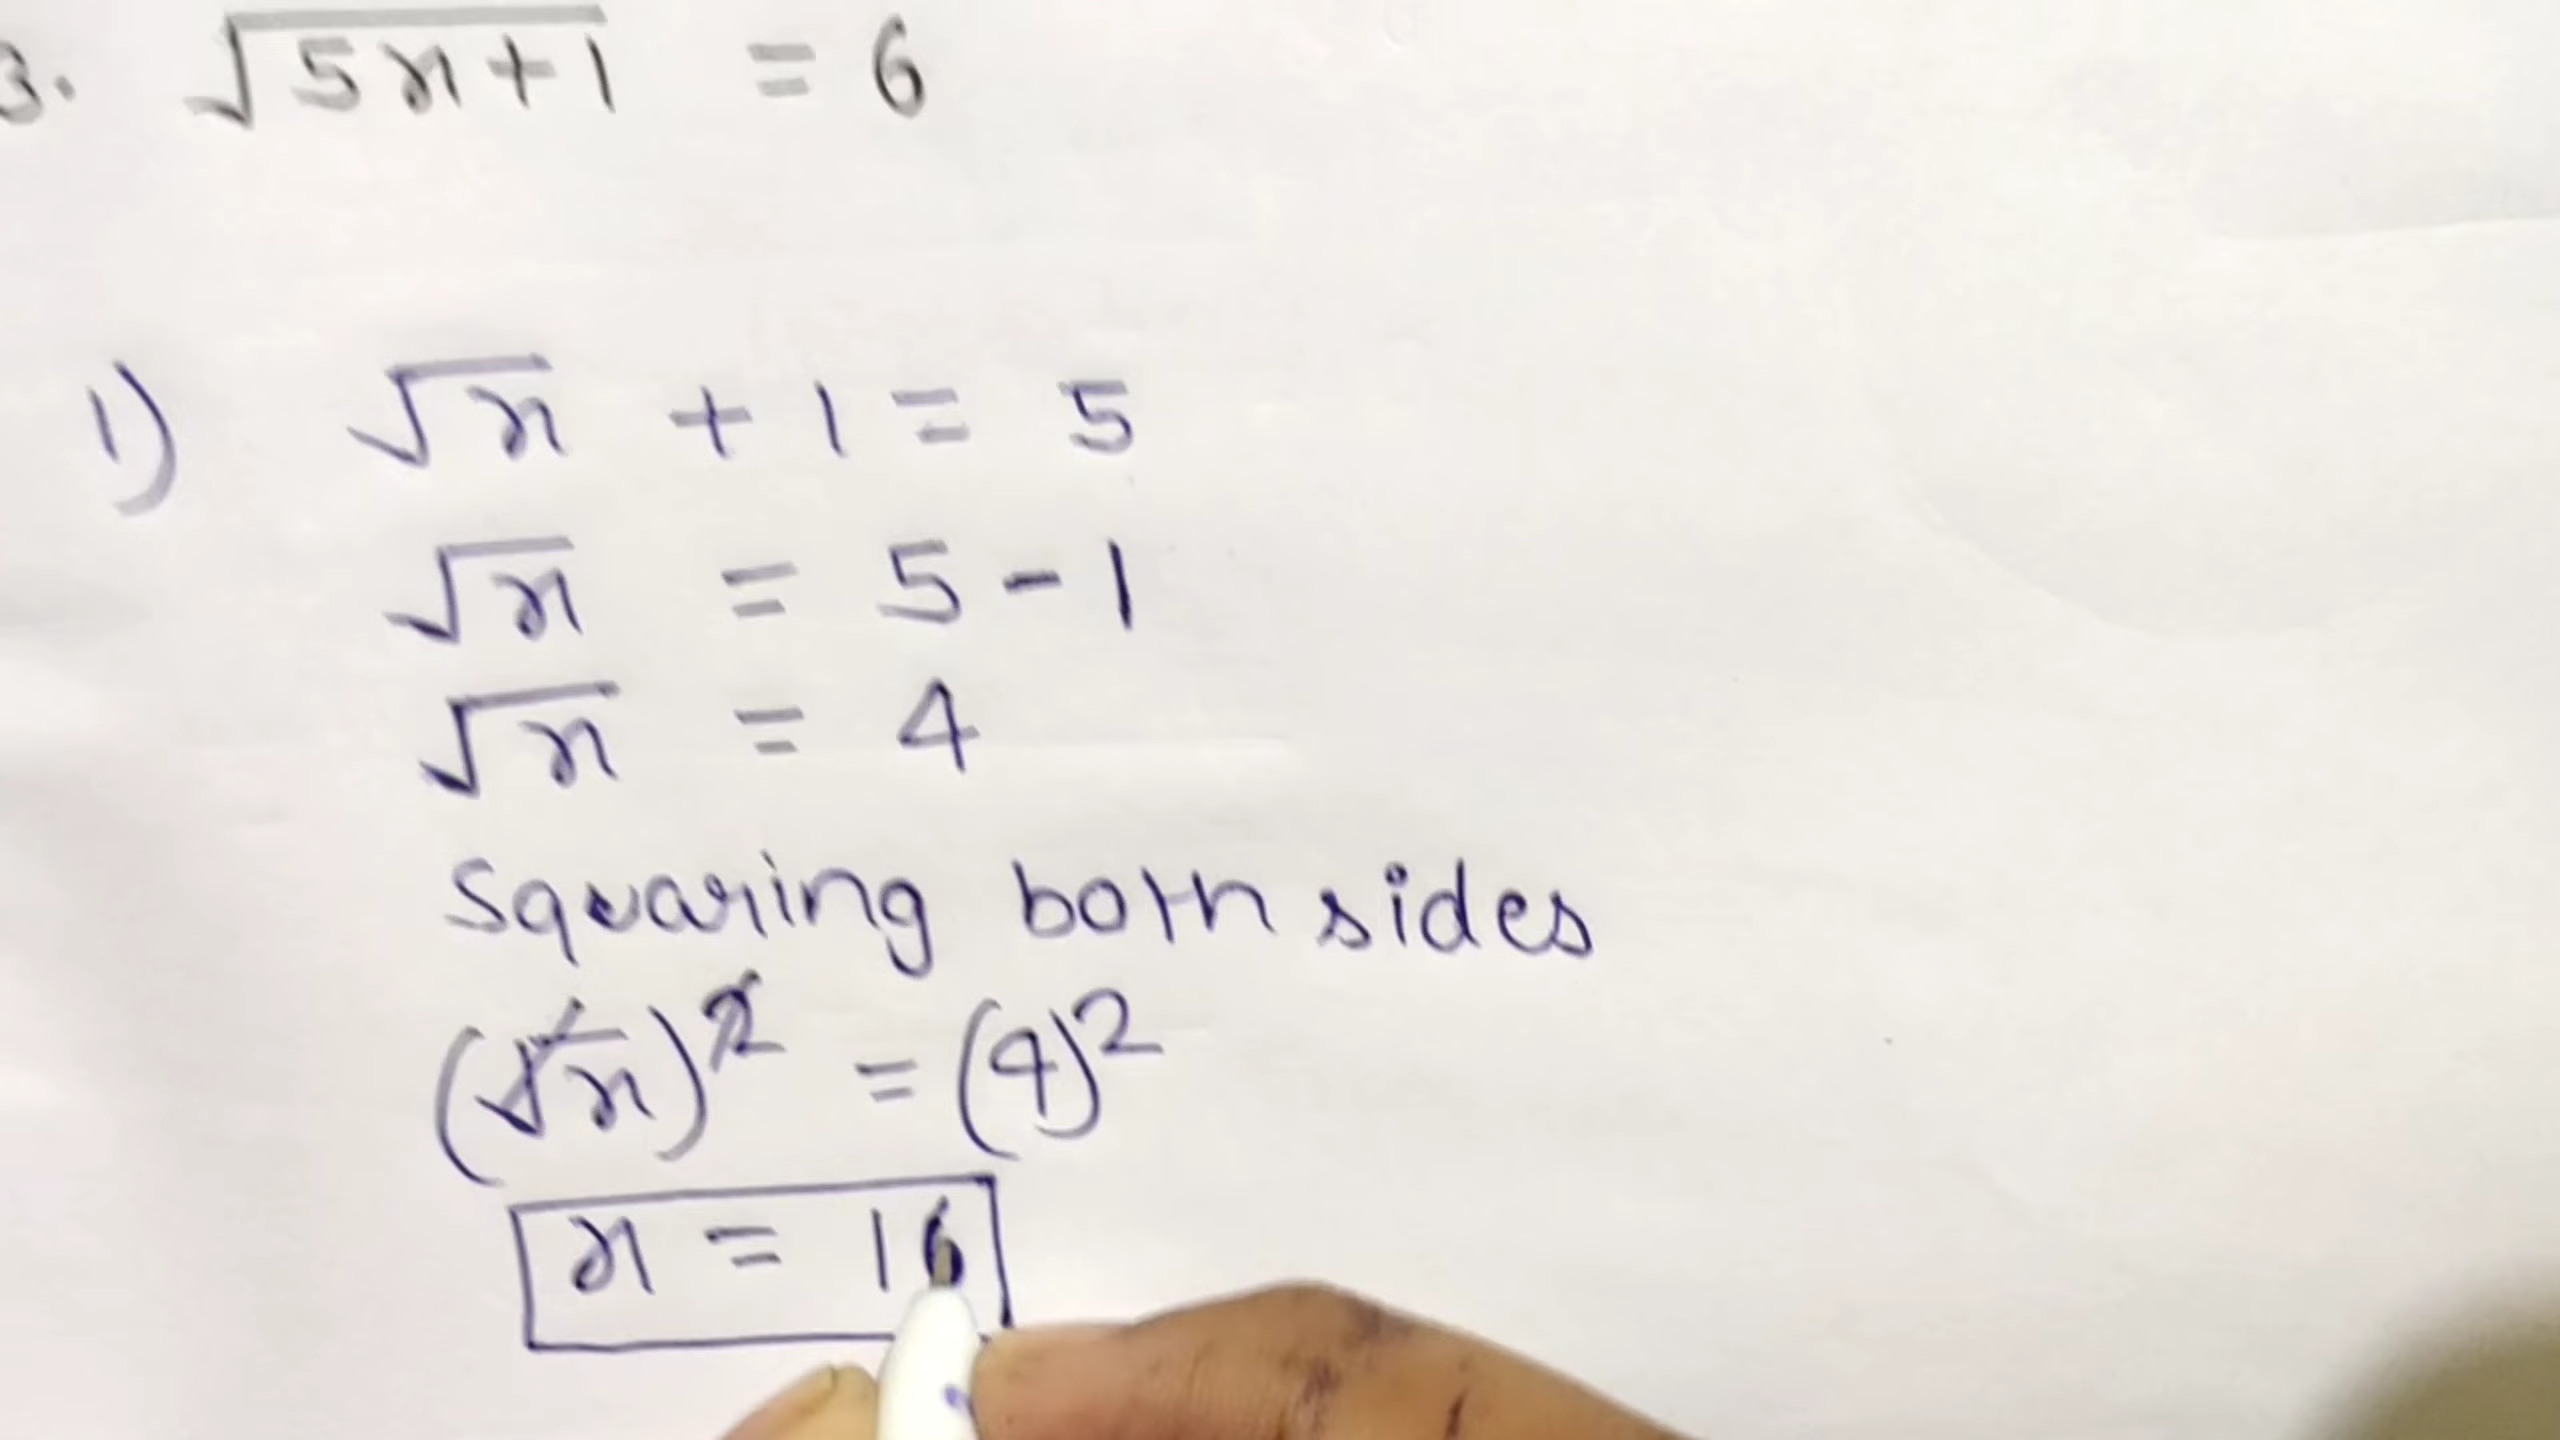 3. √5x+1 = 6
1) √x + 1 = 5
√x = 5 - 1
√x = 4
Squaring both sides
(√x)² = (4)²
x = 16